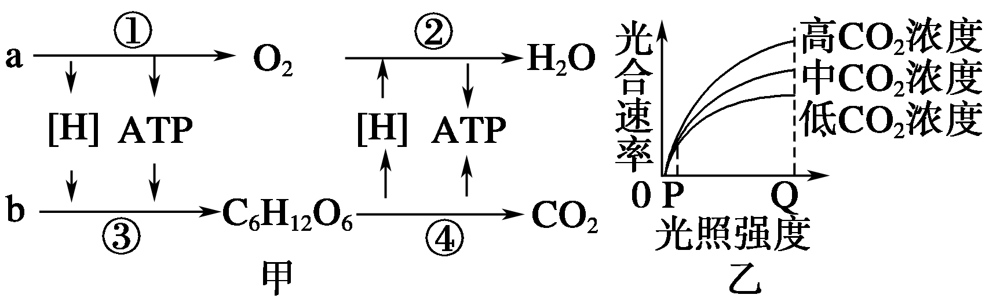 a ① O₂ ② H₂O
[H] ATP [H] ATP
b ③ C₆H₁₂O₆ ④ CO₂
甲
光合速率
高CO₂浓度
中CO₂浓度
低CO₂浓度
0 P Q
光照强度
乙